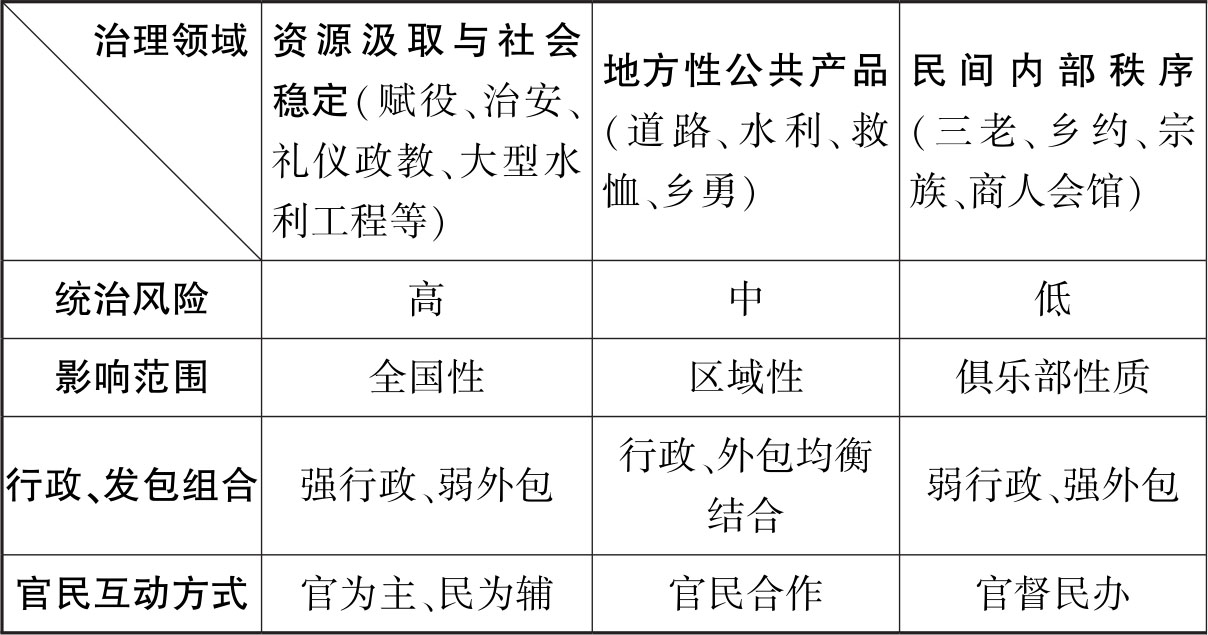 治理领域
资源汲取与社会
稳定(赋役、治安、
礼仪政教、大型水
利工程等)
地方性公共产品
(道路、水利、救
恤、乡勇)
民间内部秩序
(三老、乡约、宗
族、商人会馆)
统治风险
高
中
低
影响范围
全国性
区域性
俱乐部性质
行政、发包组合
强行政、弱外包
行政、外包均衡
结合
弱行政、强外包
官民互动方式
官为主、民为辅
官民合作
官督民办